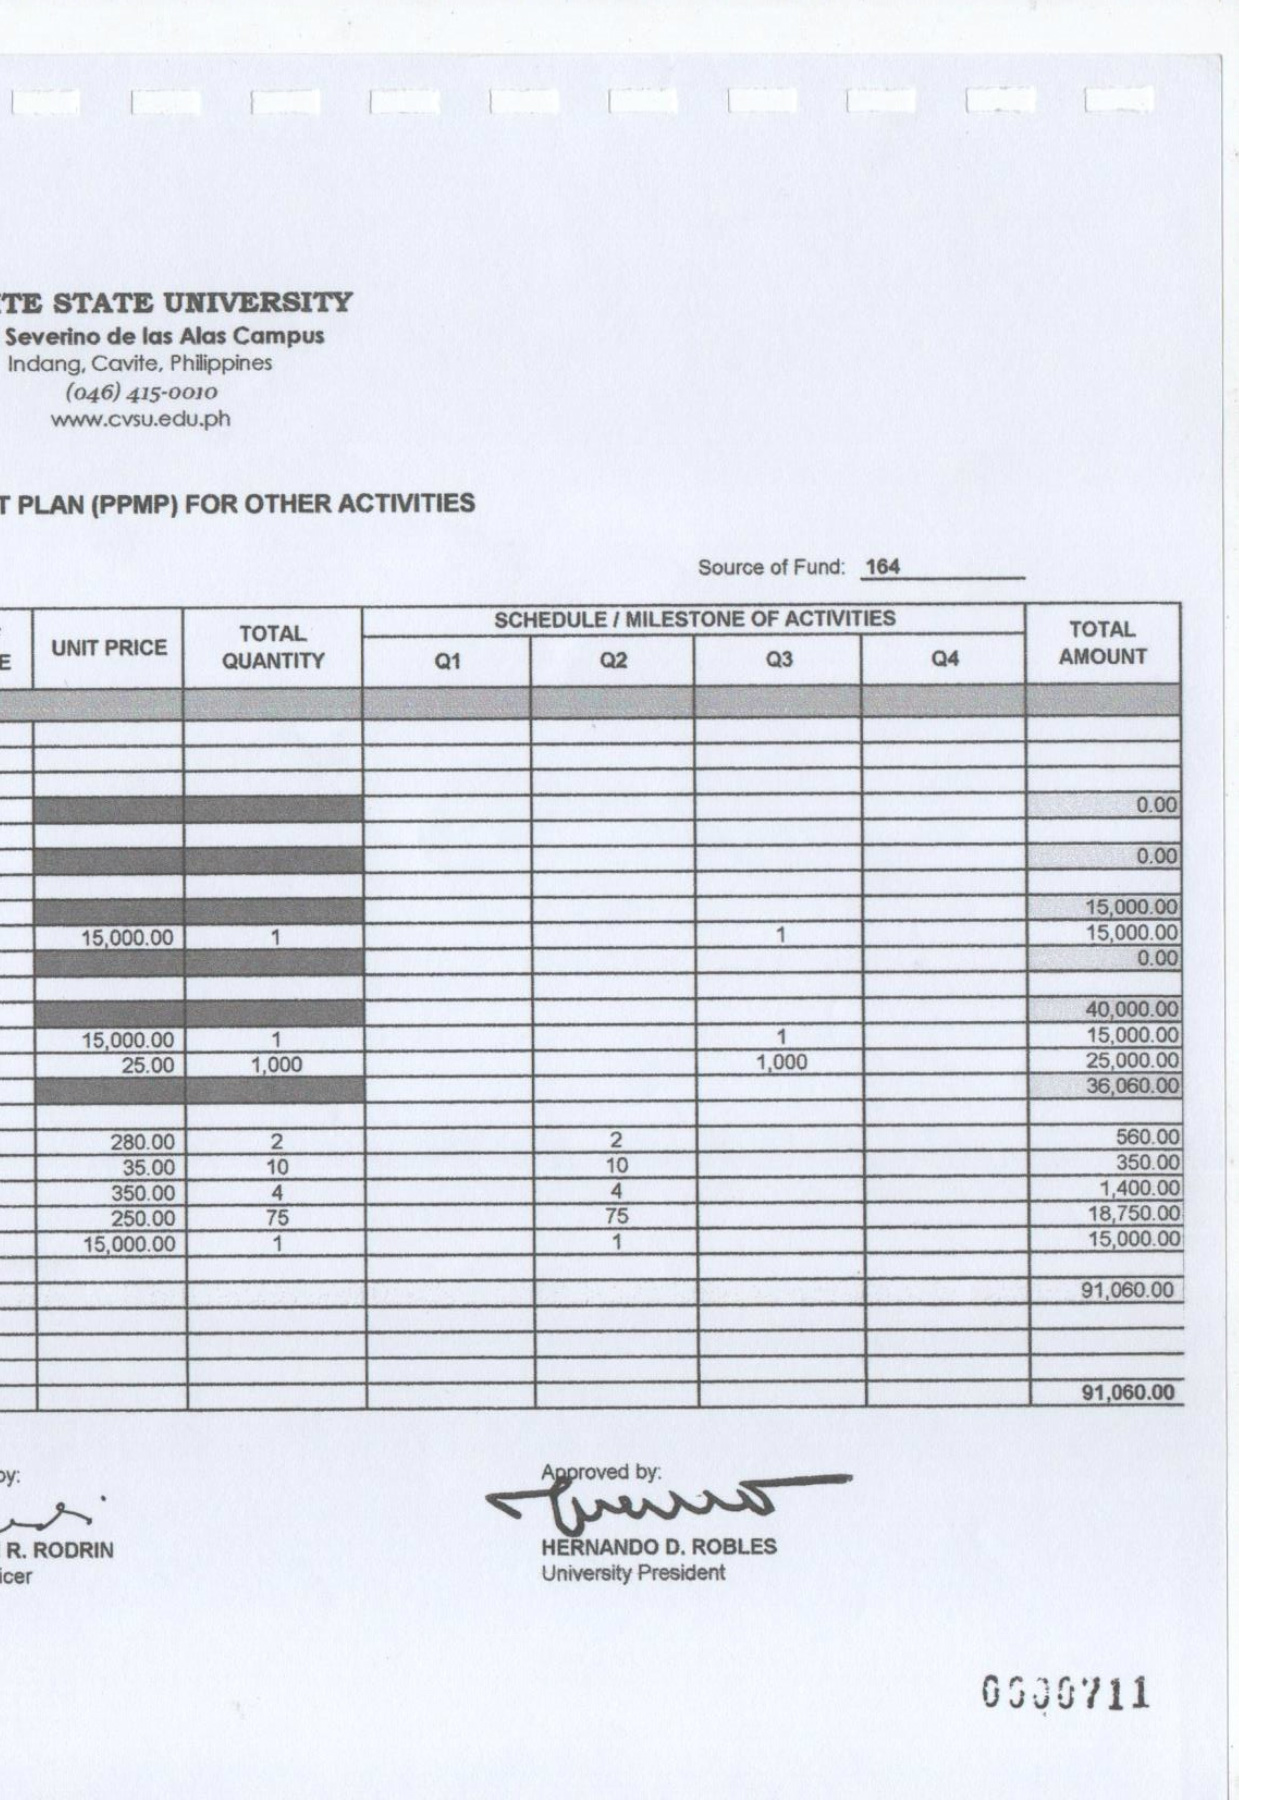 TE STATE UNIVERSITY
Severino de las Alas Campus
Indang, Cavite, Philippines
(046) 415-0010
www.cvsu.edu.ph
T PLAN (PPMP) FOR OTHER ACTIVITIES
Source of Fund: 164
E UNIT PRICE TOTAL QUANTITY SCHEDULE / MILESTONE OF ACTIVITIES TOTAL AMOUNT
Q1 Q2 Q3 Q4
0.00
0.00
15,000.00
15,000.00 1 1 15,000.00
0.00
40,000.00
15,000.00 1 1 15,000.00
25.00 1,000 1,000 25,000.00
36,060.00
280.00 2 2 560.00
35.00 10 10 350.00
350.00 4 4 1,400.00
250.00 75 75 18,750.00
15,000.00 1 1 15,000.00
91,060.00
91,060.00
by: Approved by:
R. RODRIN HERNANDO D. ROBLES
icer University President